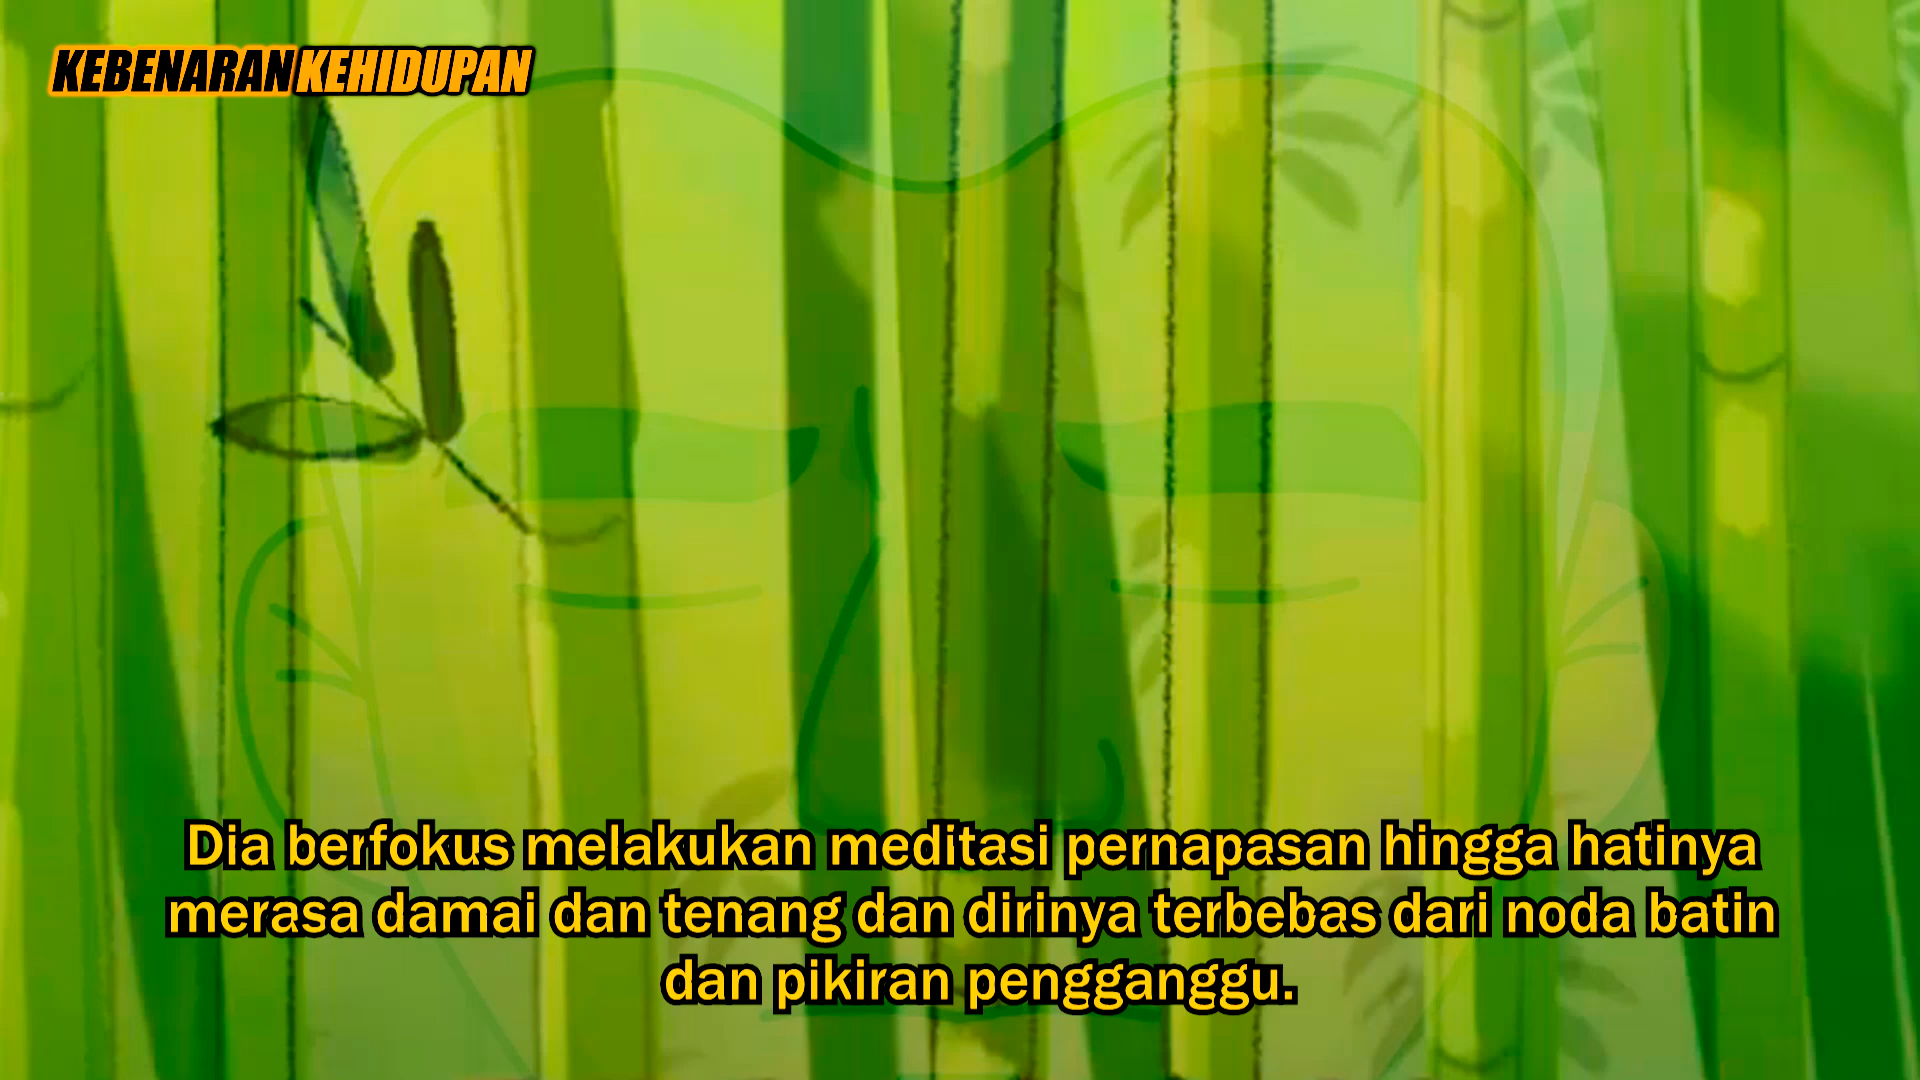 KEBENARAN KEHIDUPAN
Dia berfokus melakukan meditasi pernapasan hingga hatinya
merasa damai dan tenang dan dirinya terbebas dari noda batin
dan pikiran pengganggu.